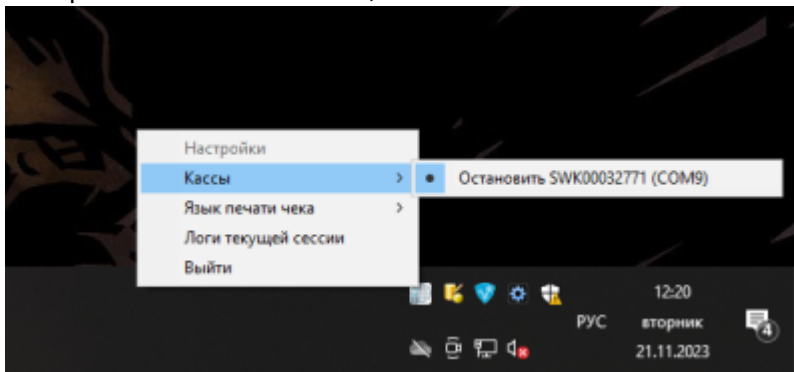 Настройки
Кассы
Остановить SWK00032771 (COM9)
Язык печати чека
Логи текущей сессии
Выйти
12:20
РУС
вторник
21.11.2023
4